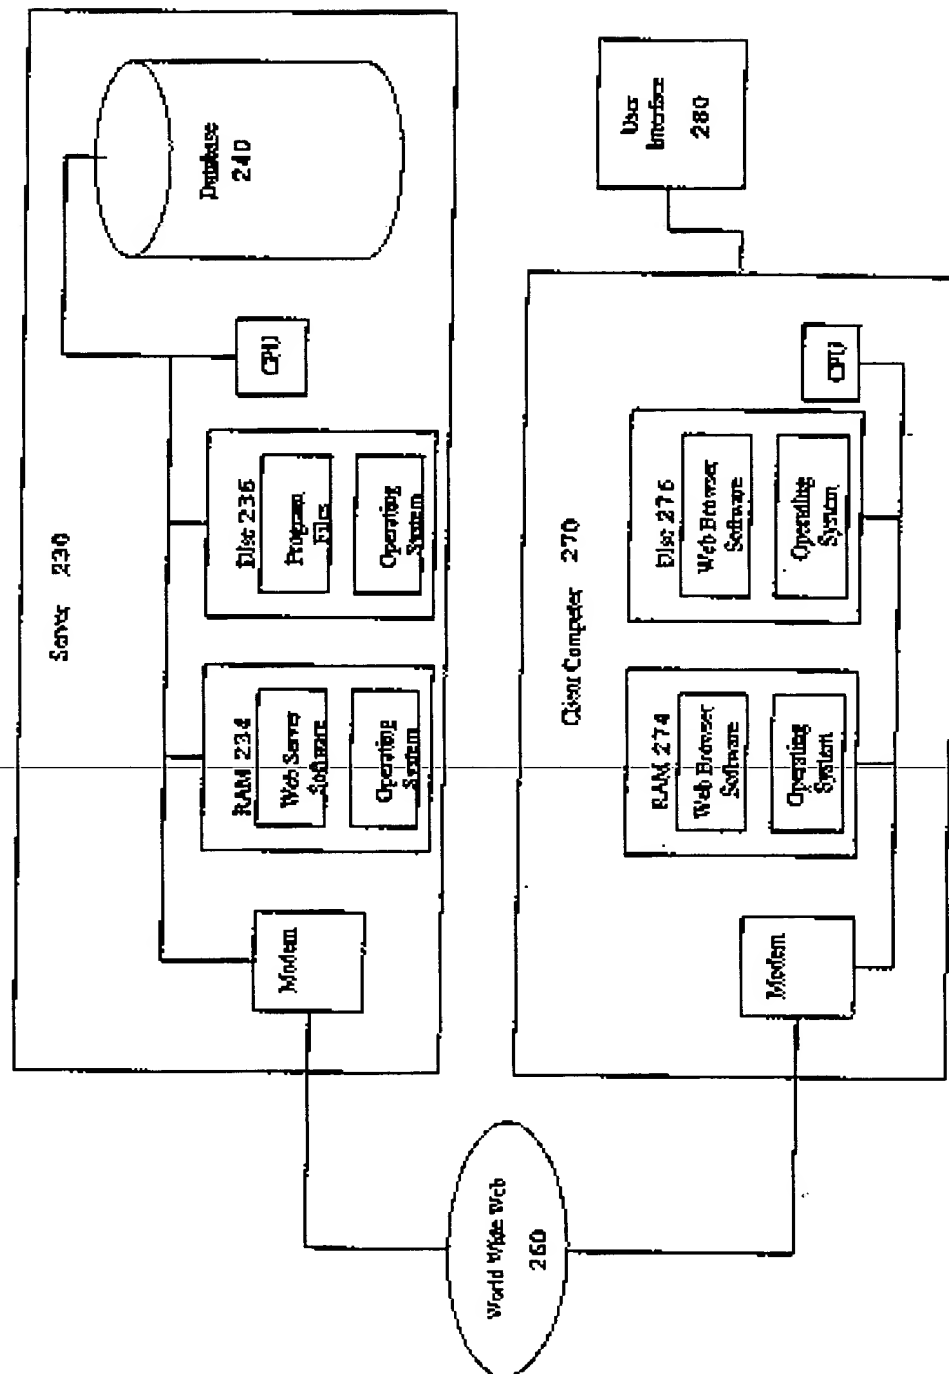 Server 230
Modem
RAM 234
Web Server
Software
Operating
System
Disc 236
Program
Files
Operating
System
CPU
Database
240
World Wide Web
260
Client Computer 270
Modem
RAM 274
Web Browser
Software
Operating
System
Disc 276
Web Browser
Software
Operating
System
CPU
User
Interface
280